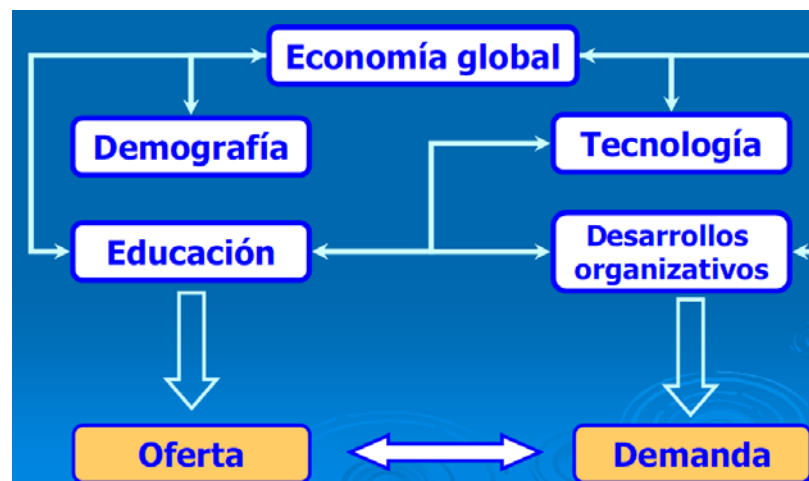 Economía global
Demografía
Tecnología
Educación
Desarrollos
organizativos
Oferta
Demanda